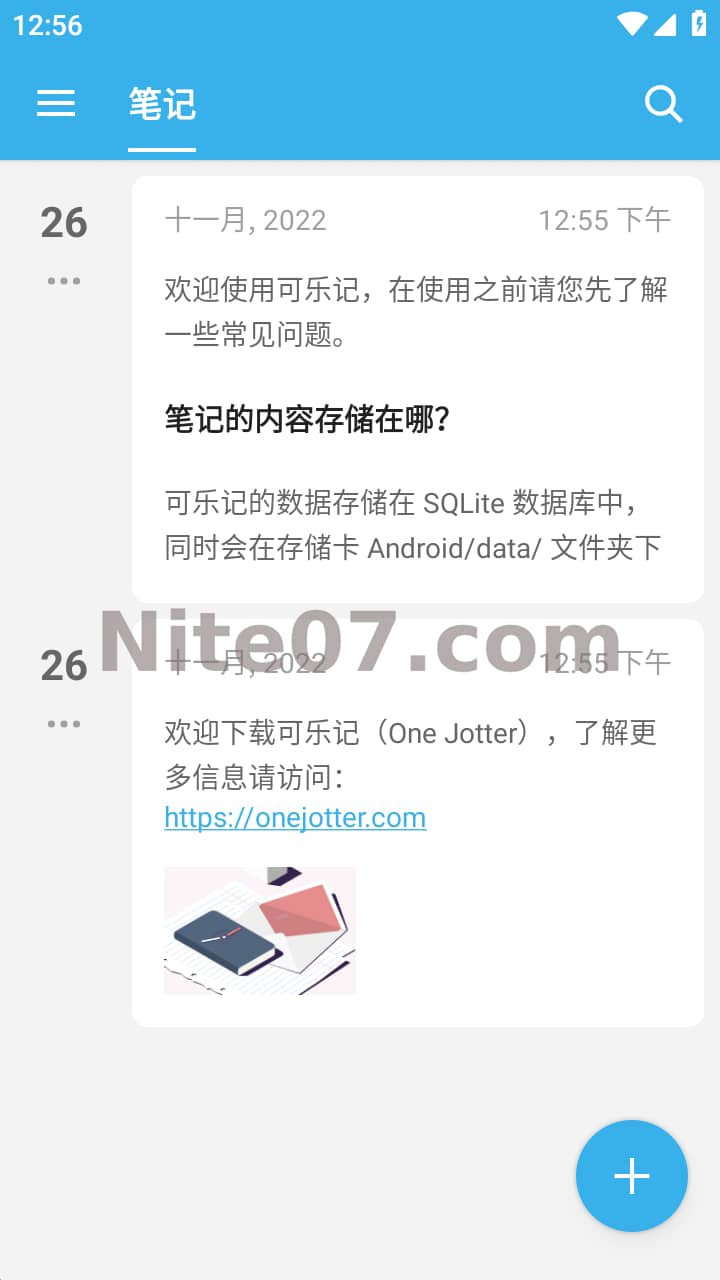 12:56
笔记
26
十一月, 2022
12:55 下午
欢迎使用可乐记，在使用之前请您先了解
一些常见问题。
笔记的内容存储在哪？
可乐记的数据存储在 SQLite 数据库中，
同时会在存储卡 Android/data/ 文件夹下
Nite07.com
26
十一月, 2022
12:55 下午
欢迎下载可乐记（One Jotter），了解更
多信息请访问：
https://onejotter.com